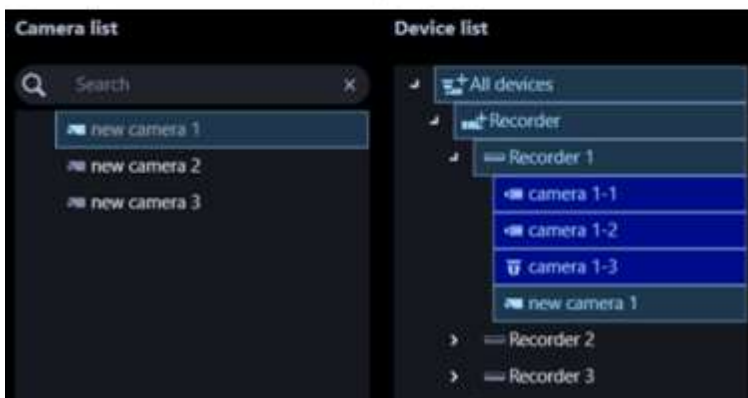 Camera list
Search
new camera 1
new camera 2
new camera 3
Device list
All devices
Recorder
Recorder 1
camera 1-1
camera 1-2
camera 1-3
new camera 1
Recorder 2
Recorder 3